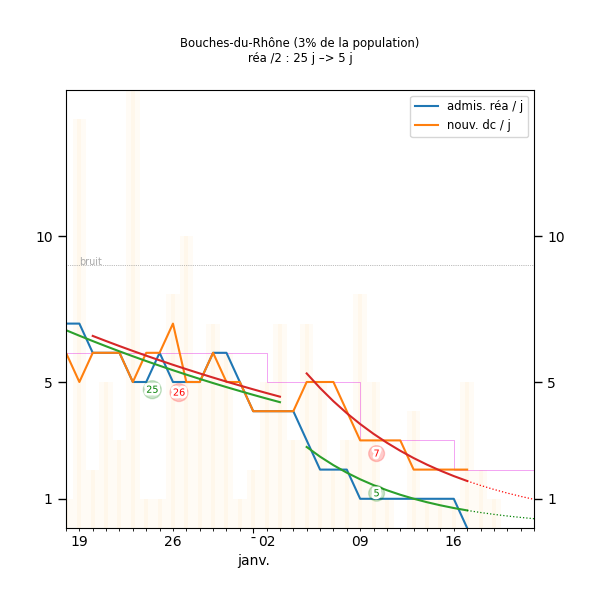 Bouches-du-Rhône (3% de la population)
réa /2 : 25 j –> 5 j
admis. réa / j
nouv. dc / j
10
10
bruit
5
5
25
26
7
5
1
1
19
26
02
09
16
janv.